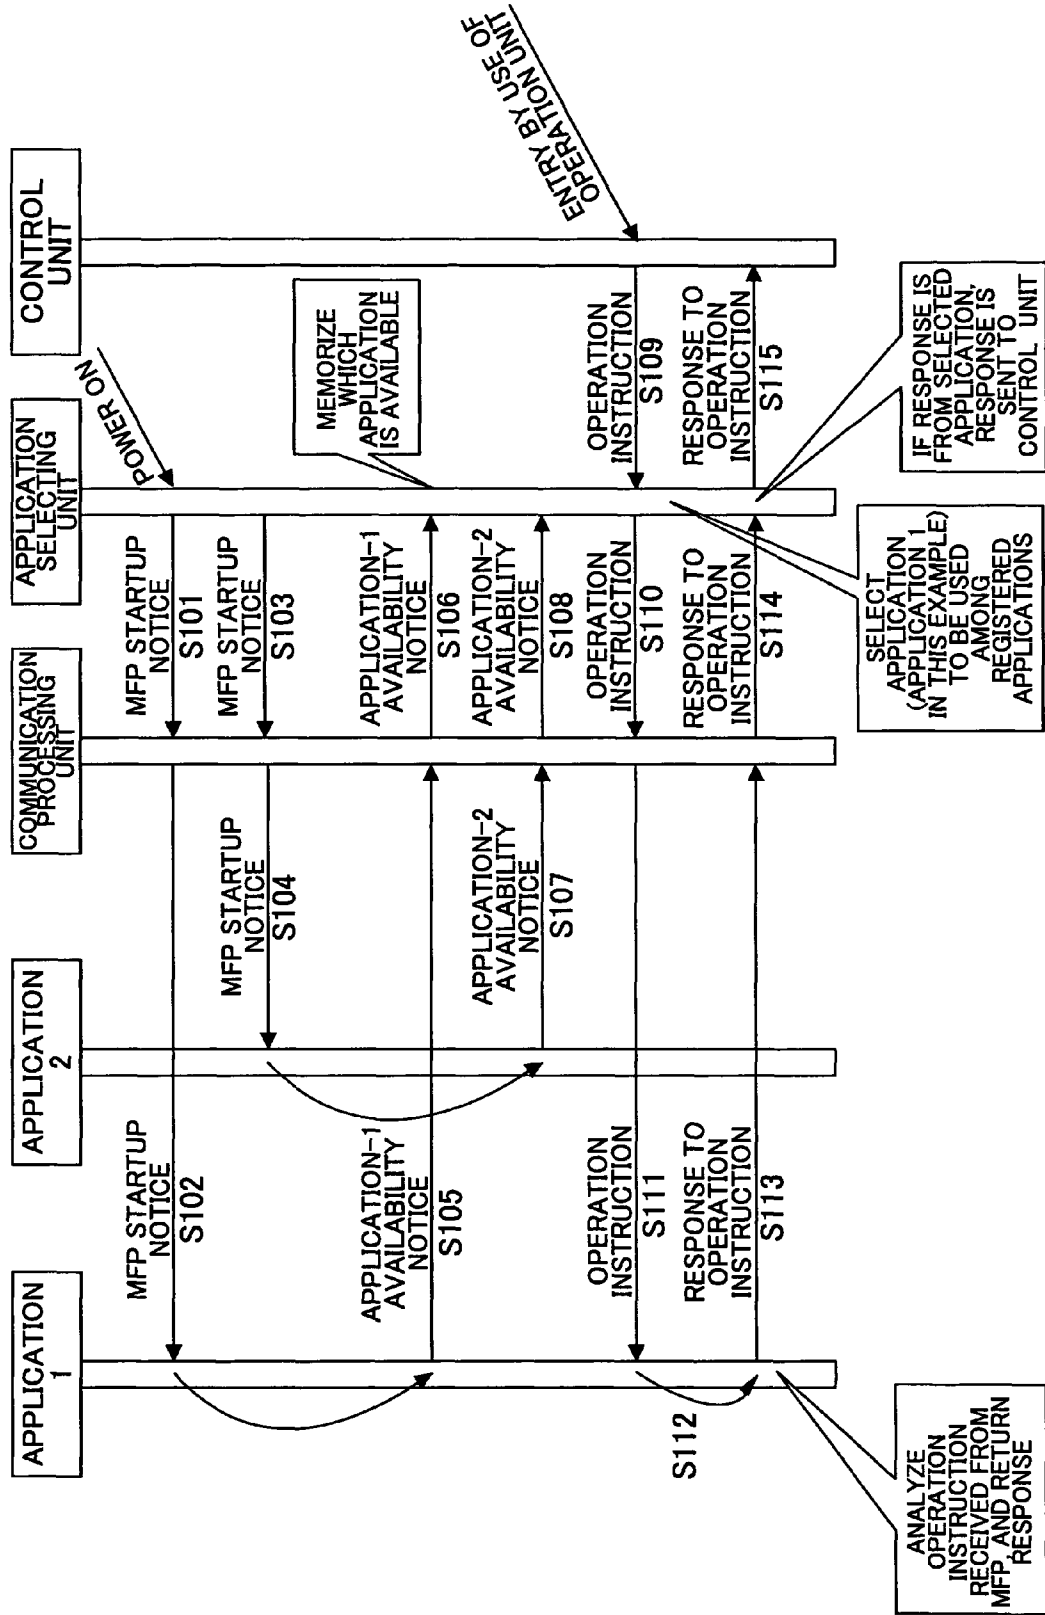 APPLICATION
1
APPLICATION
2
COMMUNICATION
PROCESSING
UNIT
APPLICATION
SELECTING
UNIT
CONTROL
UNIT
POWER ON
MFP STARTUP
NOTICE
S101
MFP STARTUP
NOTICE
S102
MFP STARTUP
NOTICE
S103
MFP STARTUP
NOTICE
S104
MEMORIZE
WHICH
APPLICATION
IS AVAILABLE
APPLICATION-1
AVAILABILITY
NOTICE
S105
APPLICATION-1
AVAILABILITY
NOTICE
S106
APPLICATION-2
AVAILABILITY
NOTICE
S107
APPLICATION-2
AVAILABILITY
NOTICE
S108
ENTRY BY USE OF
OPERATION UNIT
OPERATION
INSTRUCTION
S109
OPERATION
INSTRUCTION
S110
OPERATION
INSTRUCTION
S111
S112
RESPONSE TO
OPERATION
INSTRUCTION
S113
RESPONSE TO
OPERATION
INSTRUCTION
S114
RESPONSE TO
OPERATION
INSTRUCTION
S115
ANALYZE
OPERATION
INSTRUCTION
RECEIVED FROM
MFP, AND RETURN
RESPONSE
SELECT
APPLICATION
(APPLICATION 1
IN THIS EXAMPLE)
TO BE USED
AMONG
REGISTERED
APPLICATIONS
IF RESPONSE IS
FROM SELECTED
APPLICATION,
RESPONSE IS
SENT TO
CONTROL UNIT